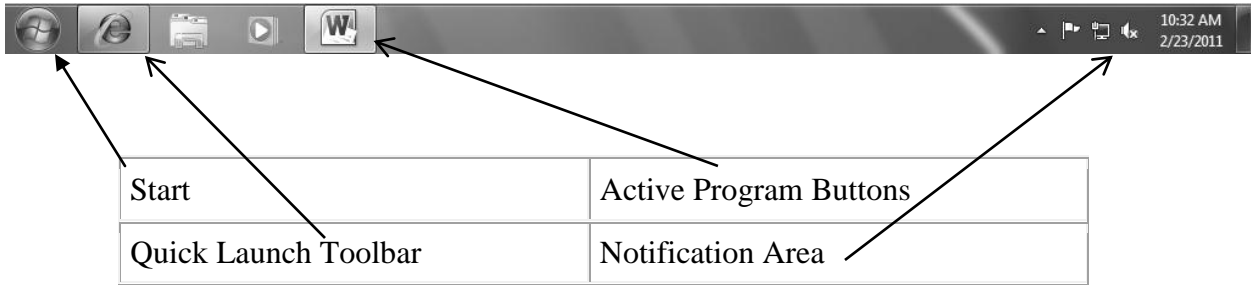 W
10:32 AM
2/23/2011
Start
Active Program Buttons
Quick Launch Toolbar
Notification Area